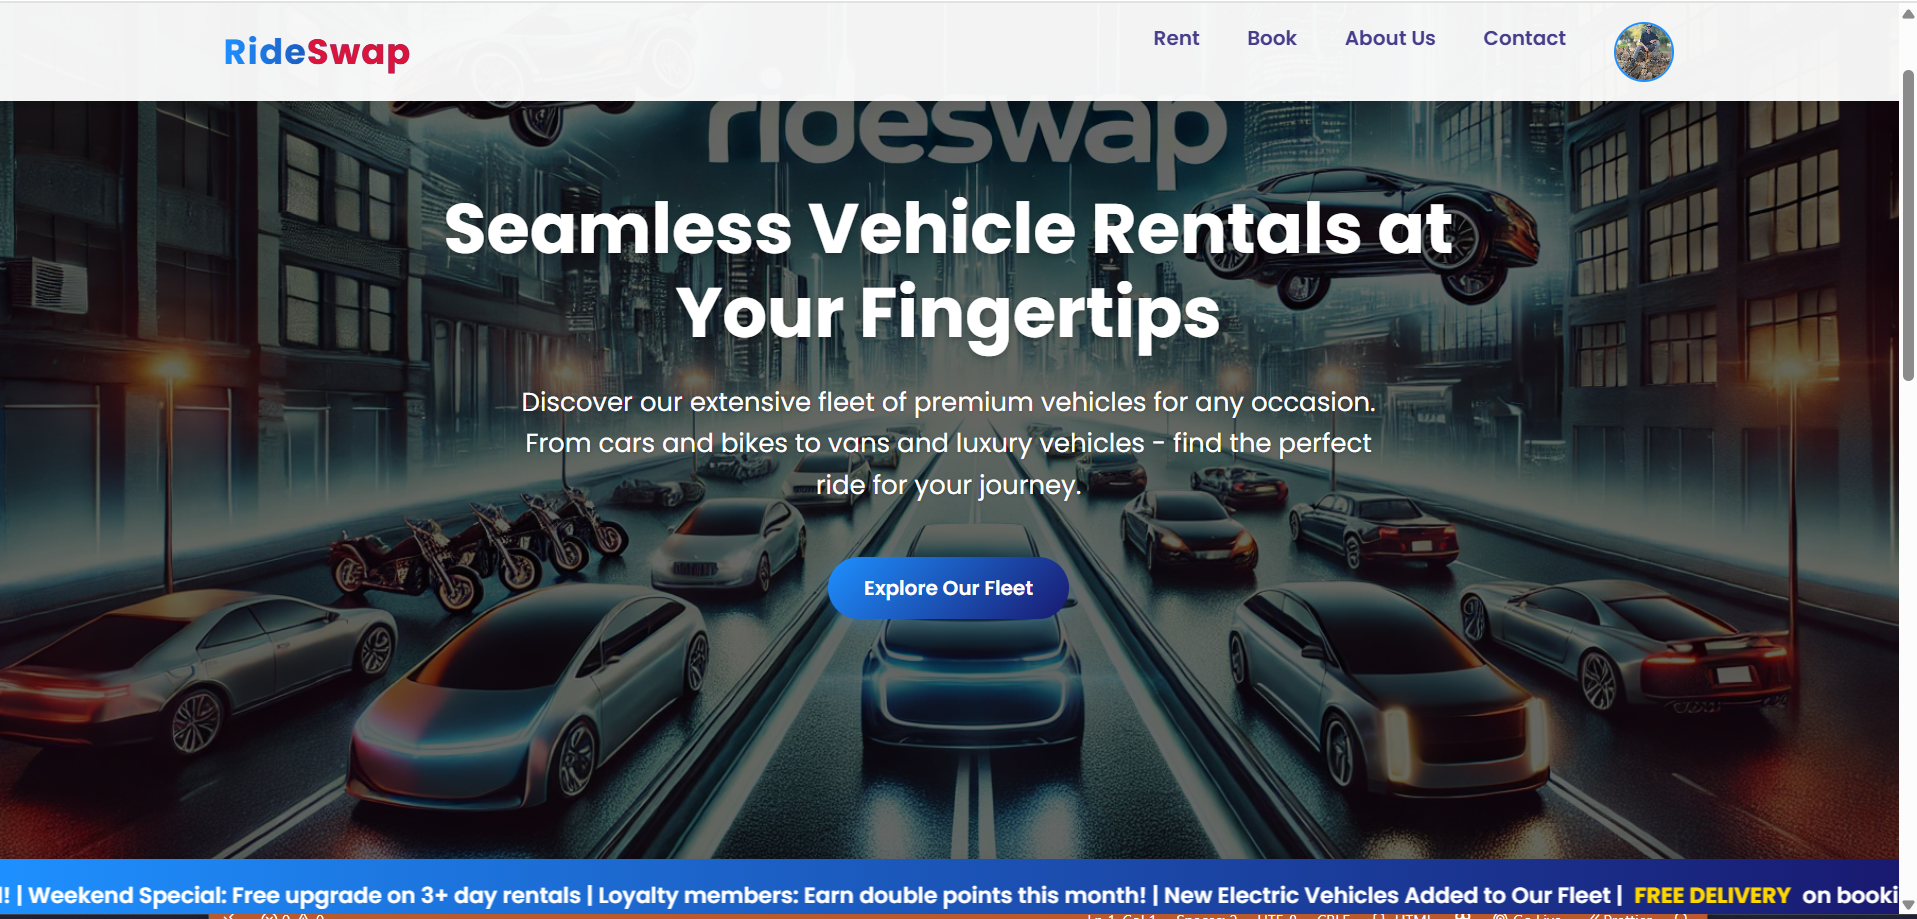 RideSwap
Rent Book About Us Contact
rideswap
Seamless Vehicle Rentals at
Your Fingertips
Discover our extensive fleet of premium vehicles for any occasion.
From cars and bikes to vans and luxury vehicles - find the perfect
ride for your journey.
Explore Our Fleet
! | Weekend Special: Free upgrade on 3+ day rentals | Loyalty members: Earn double points this month! | New Electric Vehicles Added to Our Fleet | FREE DELIVERY on booki